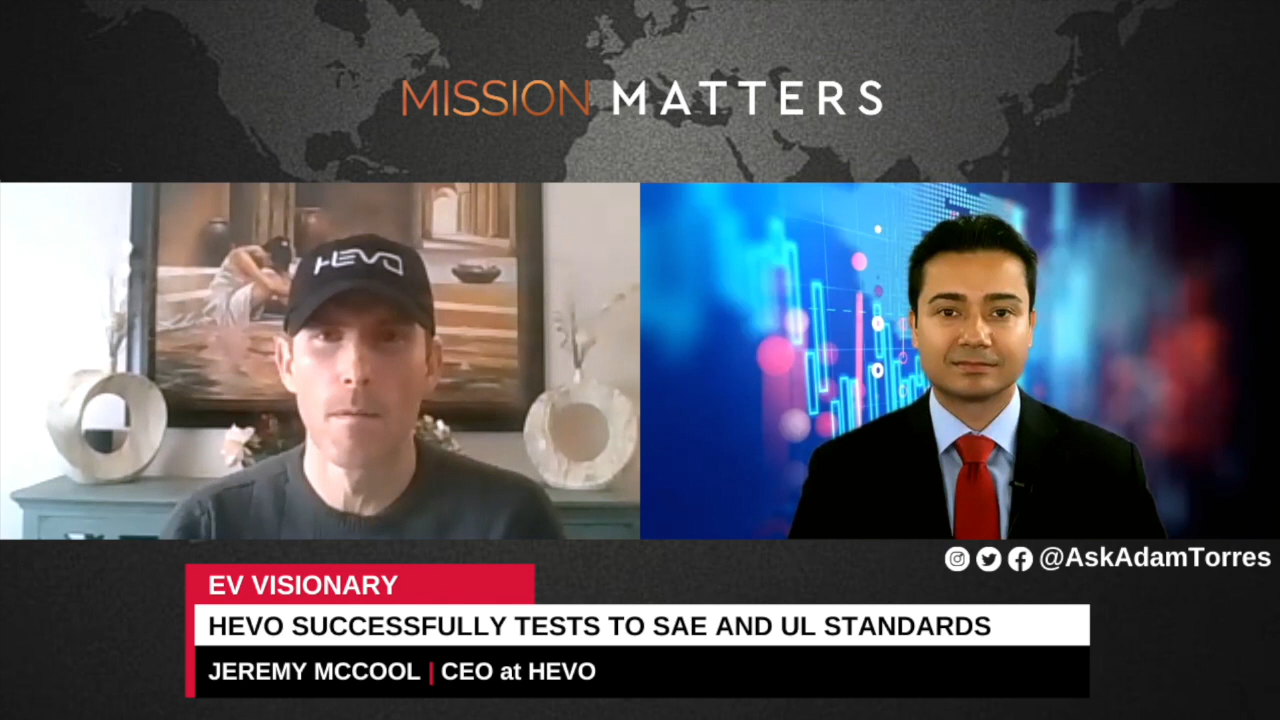 MISSION MATTERS
HEVO
@AskAdamTorres
EV VISIONARY
HEVO SUCCESSFULLY TESTS TO SAE AND UL STANDARDS
JEREMY MCCOOL | CEO at HEVO